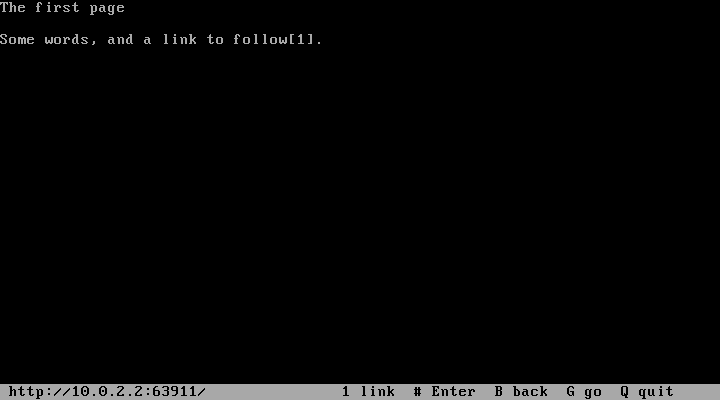 The first page
Some words, and a link to follow[1].
http://10.0.2.2:63911/ 1 link # Enter B back G go Q quit